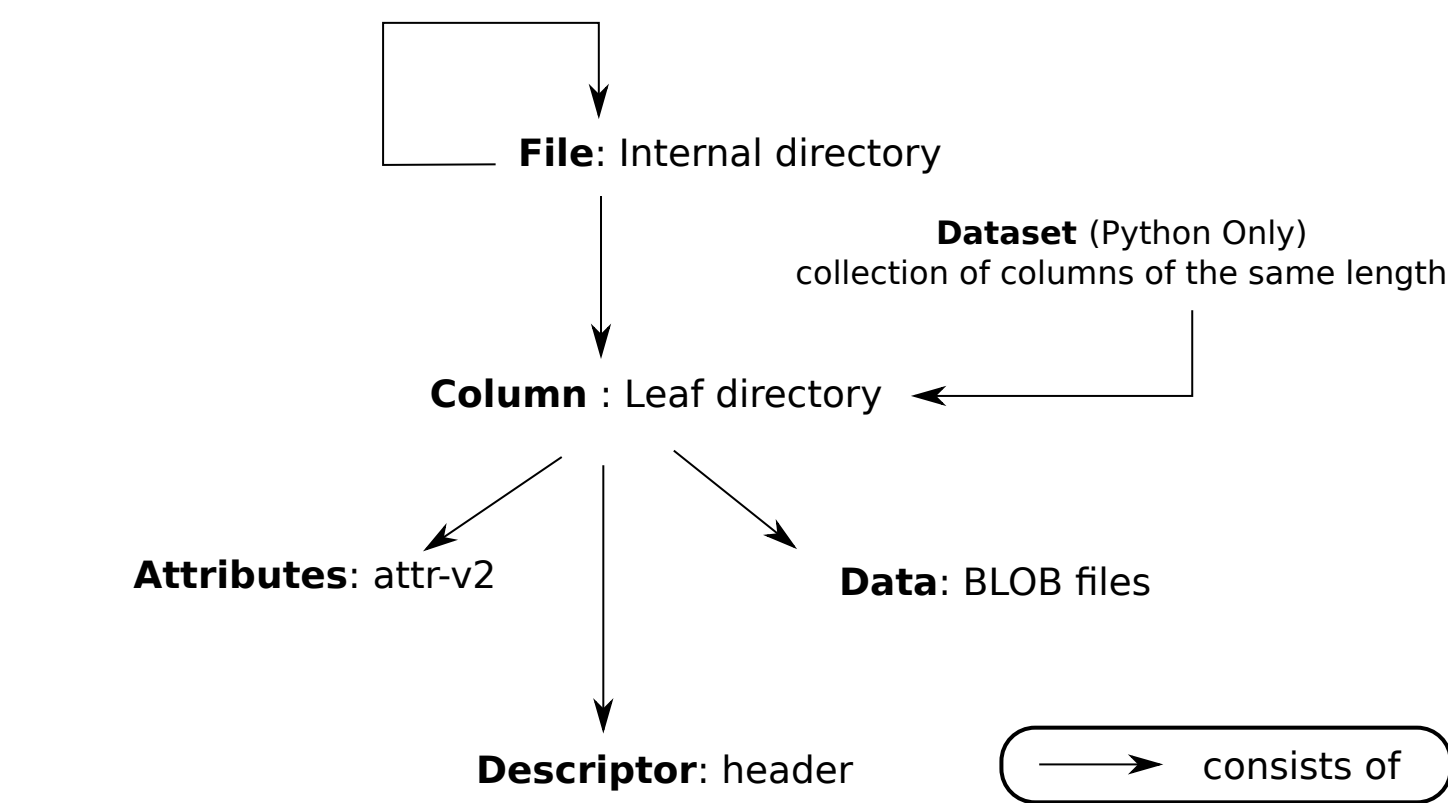 File: Internal directory
Dataset (Python Only)
collection of columns of the same length
Column : Leaf directory
Attributes: attr-v2
Data: BLOB files
Descriptor: header
consists of